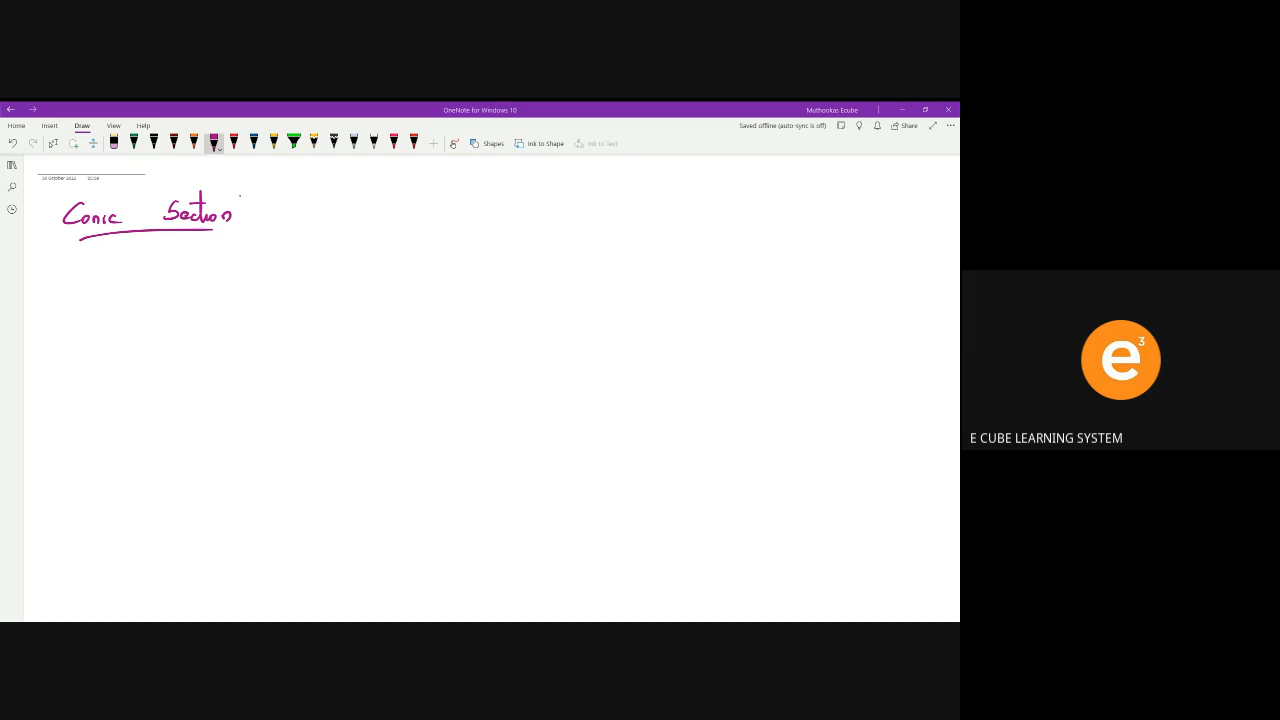 OneNote for Windows 10
Muthookas Ecube
Home Insert Draw View Help
Saved offline (auto-sync is off)
Share
Shapes
Ink to Shape
Ink to Text
Conic Section
e3
E CUBE LEARNING SYSTEM